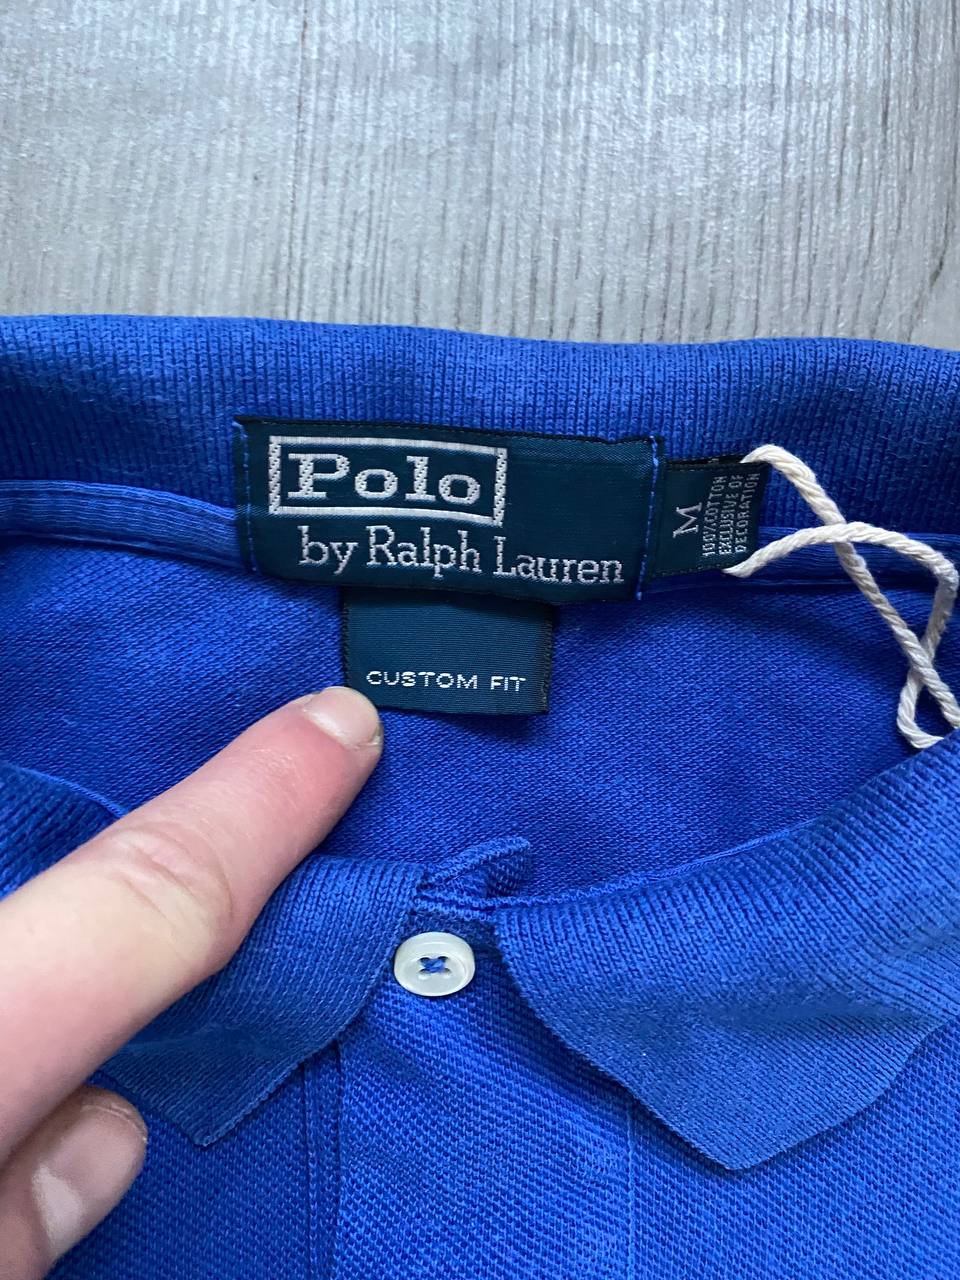 Polo
by Ralph Lauren
M
100% COTTON
EXCLUSIVE OF
DECORATION
CUSTOM FIT